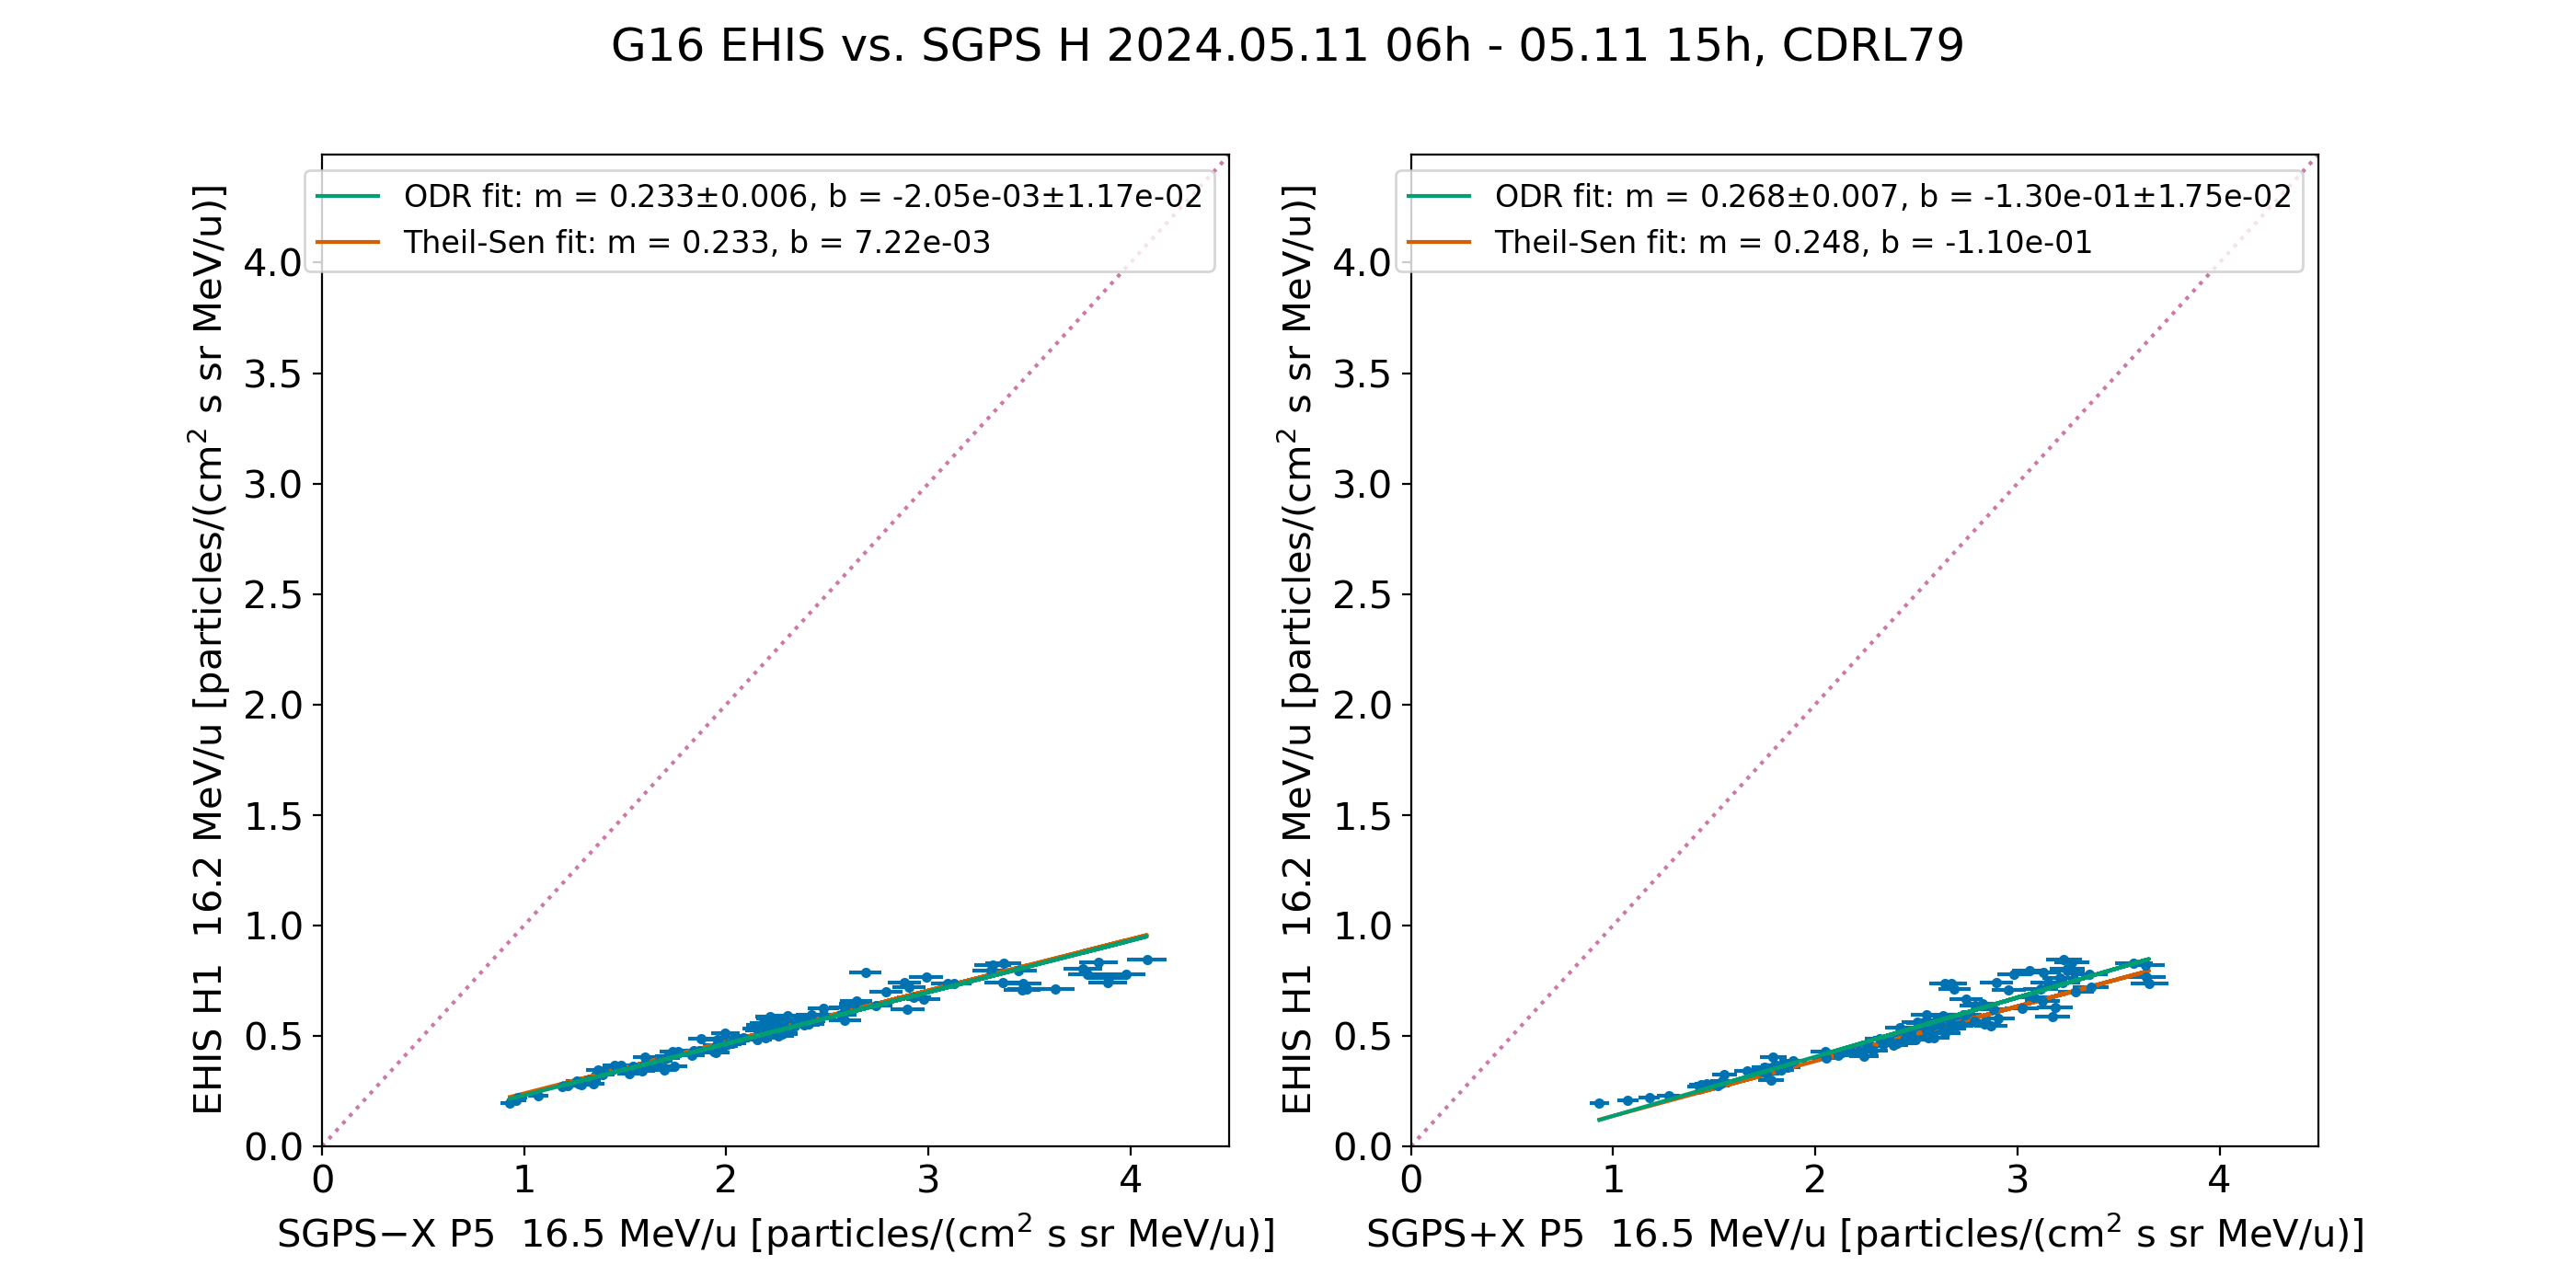 G16 EHIS vs. SGPS H 2024.05.11 06h - 05.11 15h, CDRL79
EHIS H1  16.2 MeV/u [particles/(cm² s sr MeV/u)]
ODR fit: m = 0.233±0.006, b = -2.05e-03±1.17e-02
Theil-Sen fit: m = 0.233, b = 7.22e-03
4.0
3.5
3.0
2.5
2.0
1.5
1.0
0.5
0.0
0 1 2 3 4
SGPS−X P5  16.5 MeV/u [particles/(cm² s sr MeV/u)]
EHIS H1  16.2 MeV/u [particles/(cm² s sr MeV/u)]
ODR fit: m = 0.268±0.007, b = -1.30e-01±1.75e-02
Theil-Sen fit: m = 0.248, b = -1.10e-01
4.0
3.5
3.0
2.5
2.0
1.5
1.0
0.5
0.0
0 1 2 3 4
SGPS+X P5  16.5 MeV/u [particles/(cm² s sr MeV/u)]